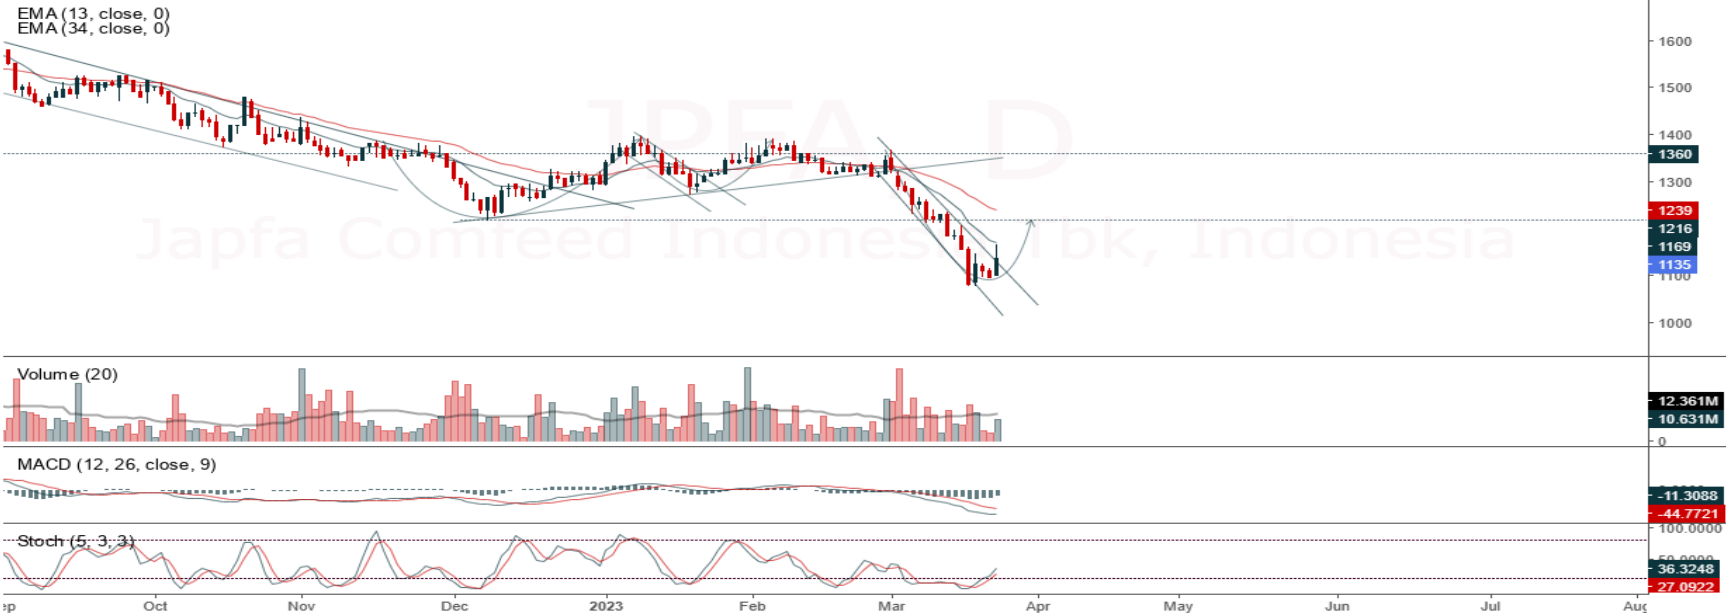 EMA (13, close, 0)
EMA (34, close, 0)
JPFA, D
Japfa Comfeed Indonesia Tbk, Indonesia
1600
1500
1400
1360
1300
1239
1216
1169
1135
1100
1000
Volume (20)
12.361M
10.631M
0
MACD (12, 26, close, 9)
-11.3088
-44.7721
100.0000
Stoch (5, 3, 3)
36.3248
27.0922
Oct Nov Dec 2023 Feb Mar Apr May Jun Jul